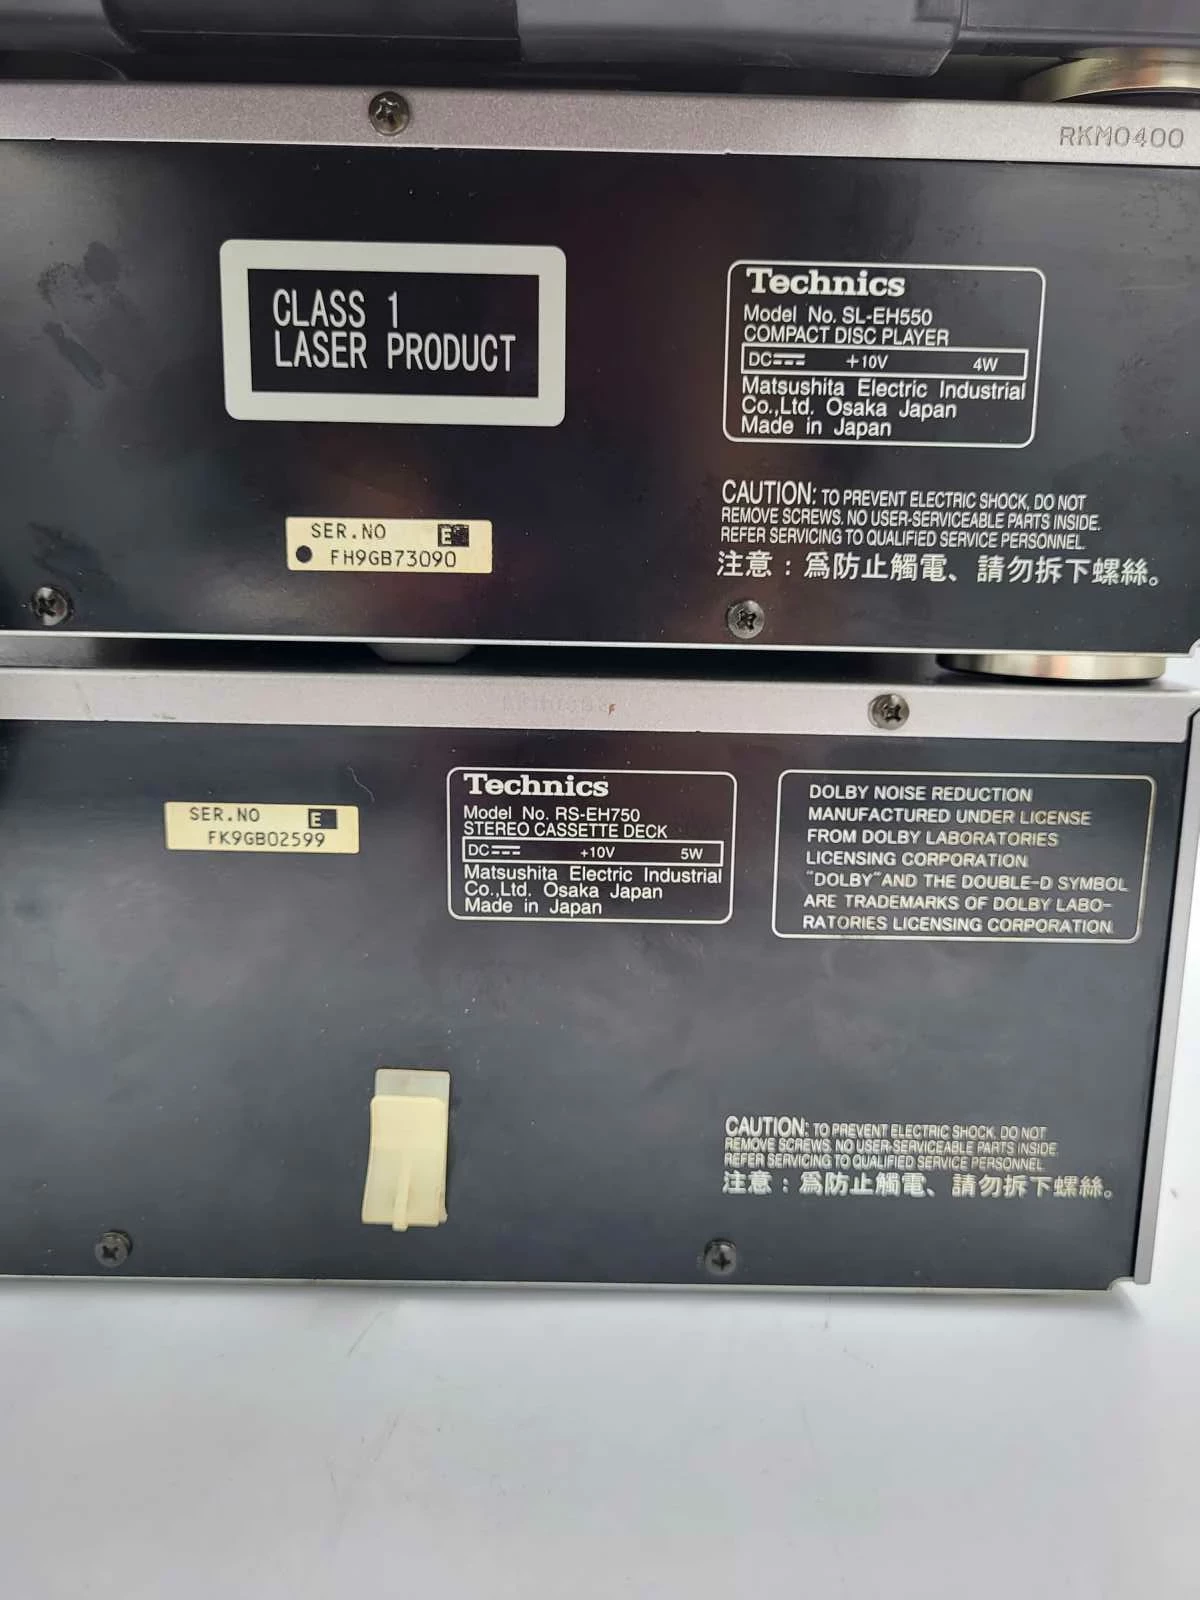 RKM0400
CLASS 1
LASER PRODUCT
Technics
Model No. SL-EH550
COMPACT DISC PLAYER
DC +10V 4W
Matsushita Electric Industrial
Co.,Ltd. Osaka Japan
Made in Japan
SER.NO E
FH9GB73090
CAUTION: TO PREVENT ELECTRIC SHOCK, DO NOT
REMOVE SCREWS. NO USER-SERVICEABLE PARTS INSIDE.
REFER SERVICING TO QUALIFIED SERVICE PERSONNEL.
注意：爲防止觸電、請勿拆下螺絲。
SER.NO E
FK9GB02599
Technics
Model No. RS-EH750
STEREO CASSETTE DECK
DC +10V 5W
Matsushita Electric Industrial
Co.,Ltd. Osaka Japan
Made in Japan
DOLBY NOISE REDUCTION
MANUFACTURED UNDER LICENSE
FROM DOLBY LABORATORIES
LICENSING CORPORATION.
"DOLBY" AND THE DOUBLE-D SYMBOL
ARE TRADEMARKS OF DOLBY LABO-
RATORIES LICENSING CORPORATION.
CAUTION: TO PREVENT ELECTRIC SHOCK, DO NOT
REMOVE SCREWS. NO USER-SERVICEABLE PARTS INSIDE.
REFER SERVICING TO QUALIFIED SERVICE PERSONNEL.
注意：爲防止觸電、請勿拆下螺絲。